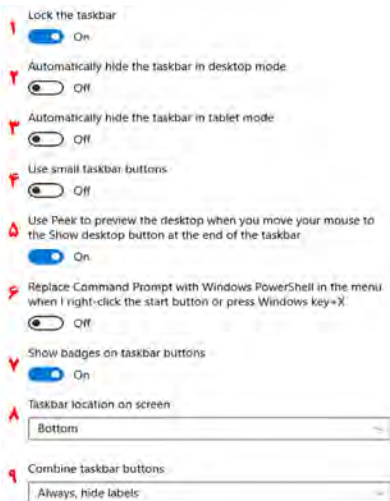 ۱ Lock the taskbar
On
۲ Automatically hide the taskbar in desktop mode
Off
۳ Automatically hide the taskbar in tablet mode
Off
۴ Use small taskbar buttons
Off
۵ Use Peek to preview the desktop when you move your mouse to
the Show desktop button at the end of the taskbar
On
۶ Replace Command Prompt with Windows PowerShell in the menu
when I right-click the start button or press Windows key+X
Off
۷ Show badges on taskbar buttons
On
۸ Taskbar location on screen
Bottom
۹ Combine taskbar buttons
Always, hide labels